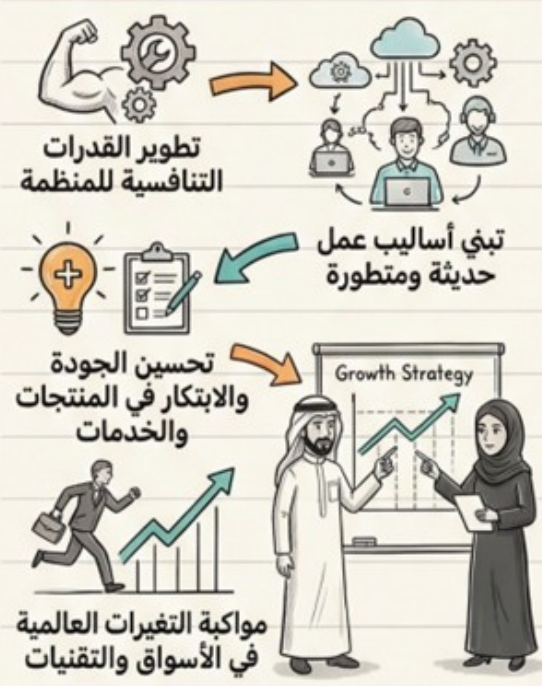 تطوير القدرات
التنافسية للمنظمة
تبني أساليب عمل
حديثة ومتطورة
تحسين الجودة
والابتكار في المنتجات
والخدمات
Growth Strategy
مواكبة التغيرات العالمية
في الأسواق والتقنيات